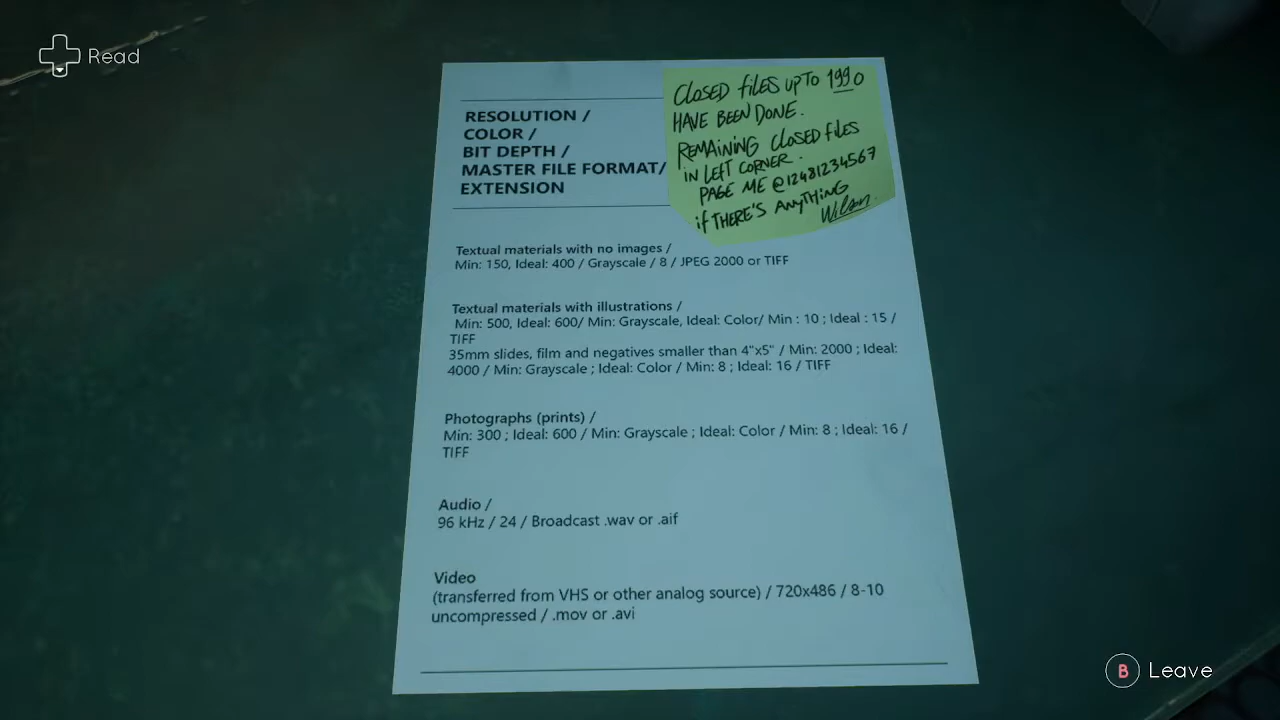 Read
RESOLUTION /
COLOR /
BIT DEPTH /
MASTER FILE FORMAT/
EXTENSION
CLOSED FILES UP TO 1990
HAVE BEEN DONE.
REMAINING CLOSED FILES
IN LEFT CORNER.
PAGE ME @12481234567
if THERE'S ANYTHING
Wilson.
Textual materials with no images /
Min: 150, Ideal: 400 / Grayscale / 8 / JPEG 2000 or TIFF
Textual materials with illustrations /
Min: 500, Ideal: 600/ Min: Grayscale, Ideal: Color/ Min : 10 ; Ideal : 15 /
TIFF
35mm slides, film and negatives smaller than 4"x5" / Min: 2000 ; Ideal:
4000 / Min: Grayscale ; Ideal: Color / Min: 8 ; Ideal: 16 / TIFF
Photographs (prints) /
Min: 300 ; Ideal: 600 / Min: Grayscale ; Ideal: Color / Min: 8 ; Ideal: 16 /
TIFF
Audio /
96 kHz / 24 / Broadcast .wav or .aif
Video
(transferred from VHS or other analog source) / 720x486 / 8-10
uncompressed / .mov or .avi
B Leave